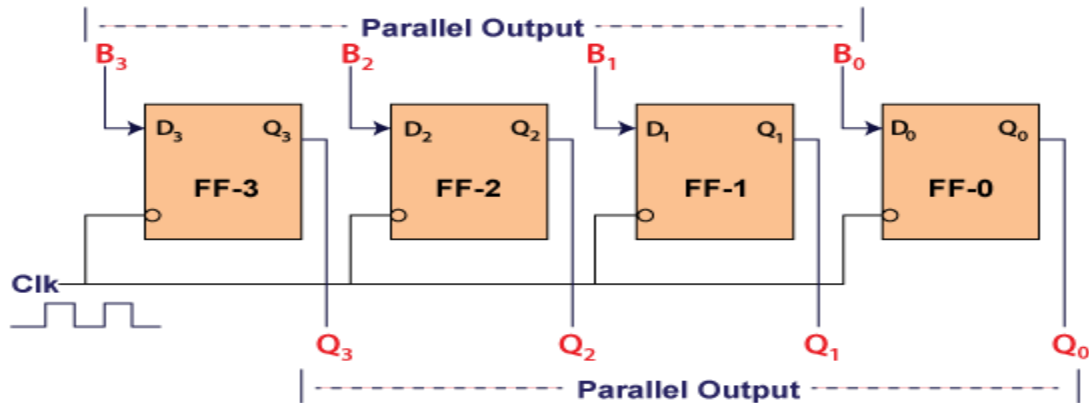 Parallel Output
B₃ B₂ B₁ B₀
D₃ Q₃ D₂ Q₂ D₁ Q₁ D₀ Q₀
FF-3 FF-2 FF-1 FF-0
Clk
Q₃ Q₂ Q₁ Q₀
Parallel Output